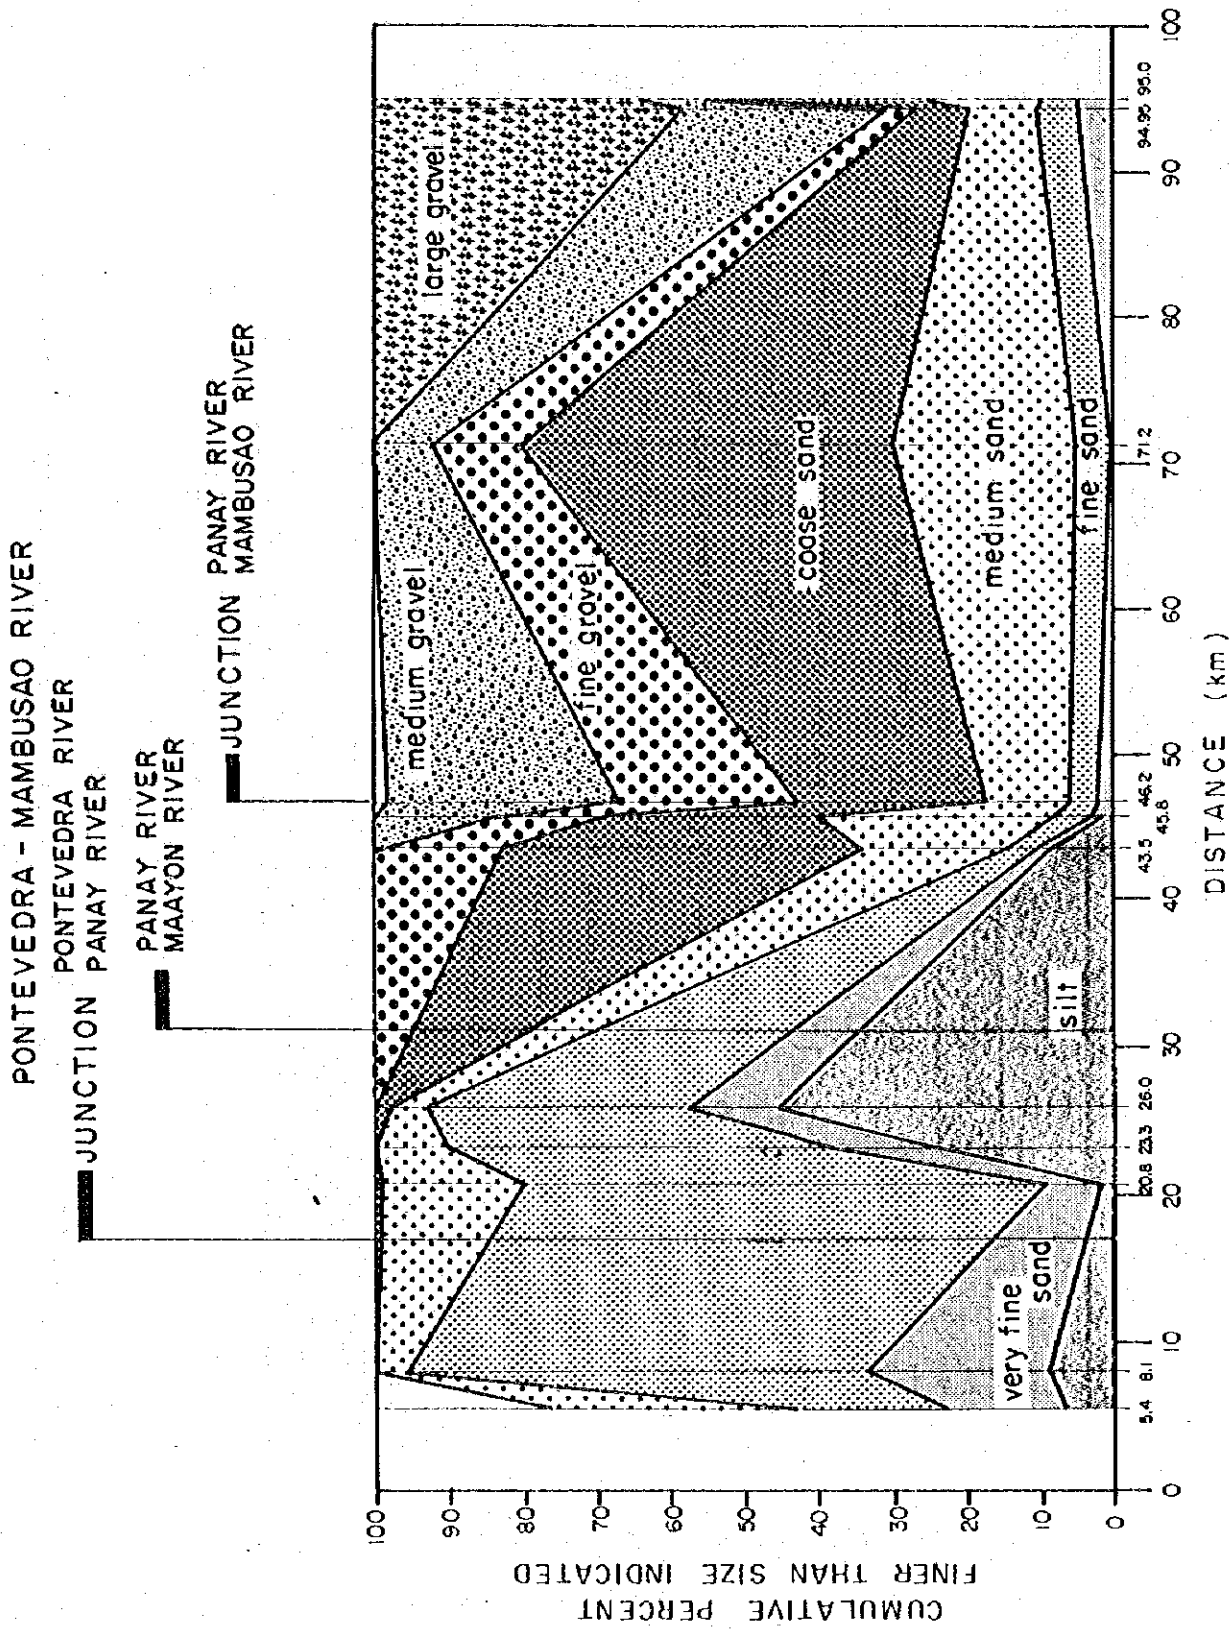 PONTEVEDRA - MAMBUSAO RIVER
JUNCTION PONTEVEDRA RIVER
PANAY RIVER
PANAY RIVER
MAAYON RIVER
JUNCTION PANAY RIVER
MAMBUSAO RIVER
CUMULATIVE PERCENT
FINER THAN SIZE INDICATED
100
90
80
70
60
50
40
30
20
10
0
large gravel
medium gravel
fine gravel
coase sand
medium sand
fine sand
silt
very fine
sand
5.4
8.1
20.8
23.3
26.0
43.5
45.8
46.2
71.2
94.95
95.0
0
10
20
30
40
50
60
70
80
90
100
DISTANCE (km)